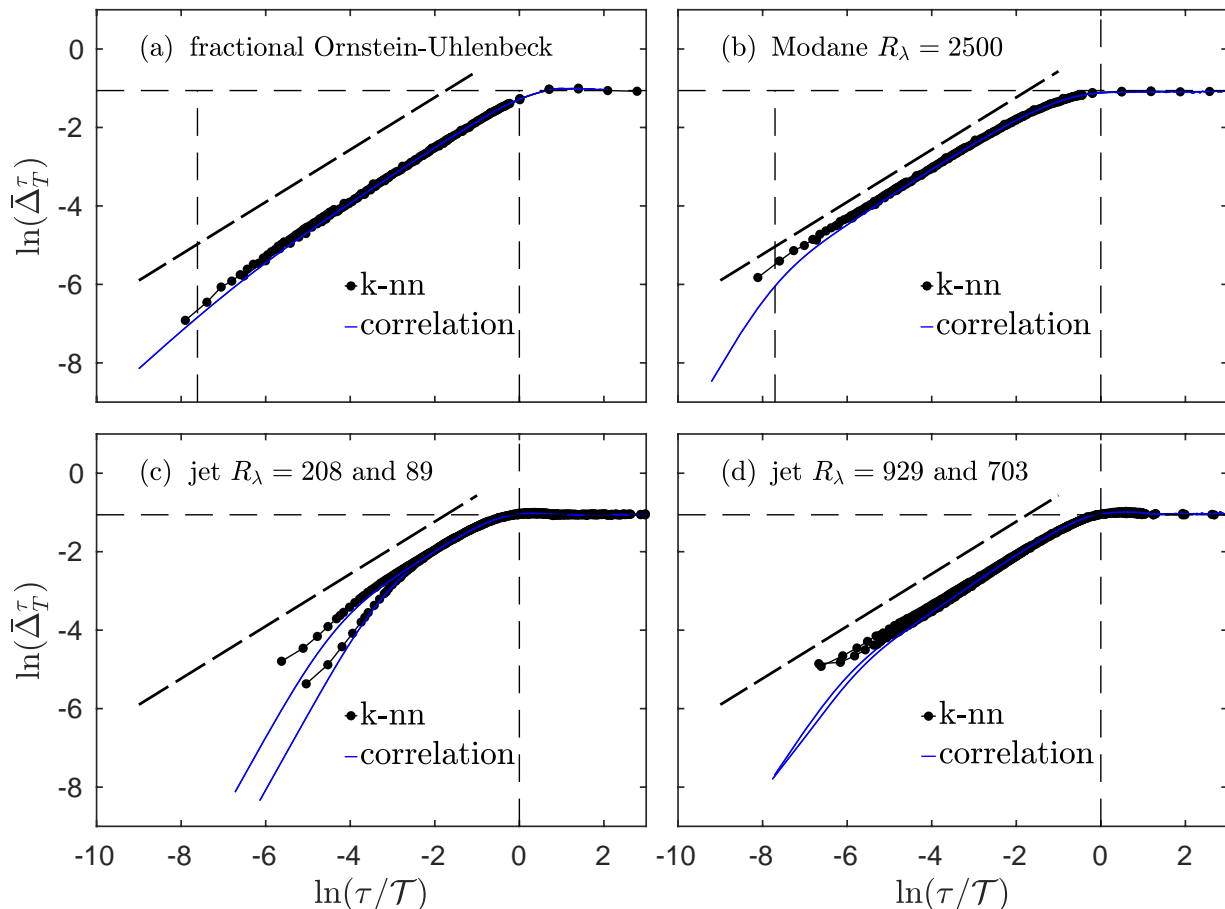 (a) fractional Ornstein-Uhlenbeck
(b) Modane R_λ = 2500
0
-2
-4
-6
-8
ln(Δ̄_T^τ)
k-nn
correlation
k-nn
correlation
(c) jet R_λ = 208 and 89
(d) jet R_λ = 929 and 703
0
-2
-4
-6
-8
ln(Δ̄_T^τ)
k-nn
correlation
k-nn
correlation
-10 -8 -6 -4 -2 0 2
-10 -8 -6 -4 -2 0 2
ln(τ/𝒯)
ln(τ/𝒯)